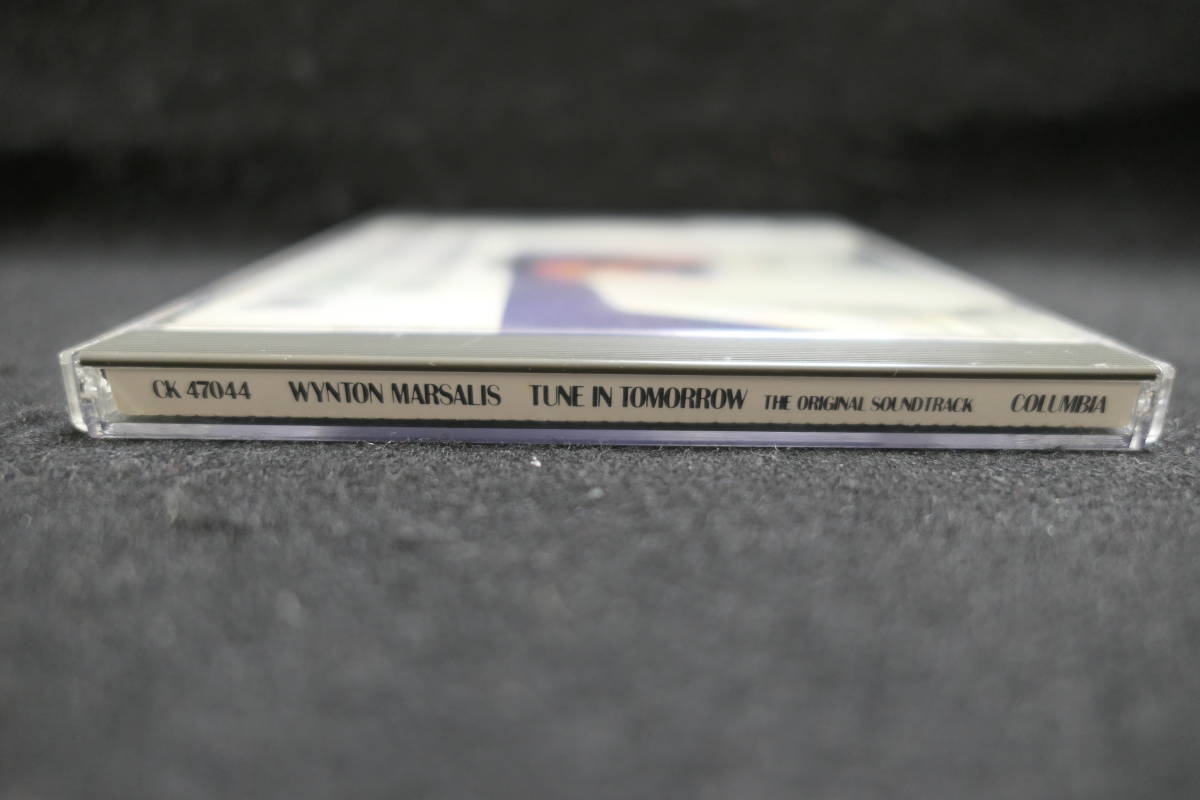 CK 47044 WYNTON MARSALIS TUNE IN TOMORROW THE ORIGINAL SOUNDTRACK COLUMBIA